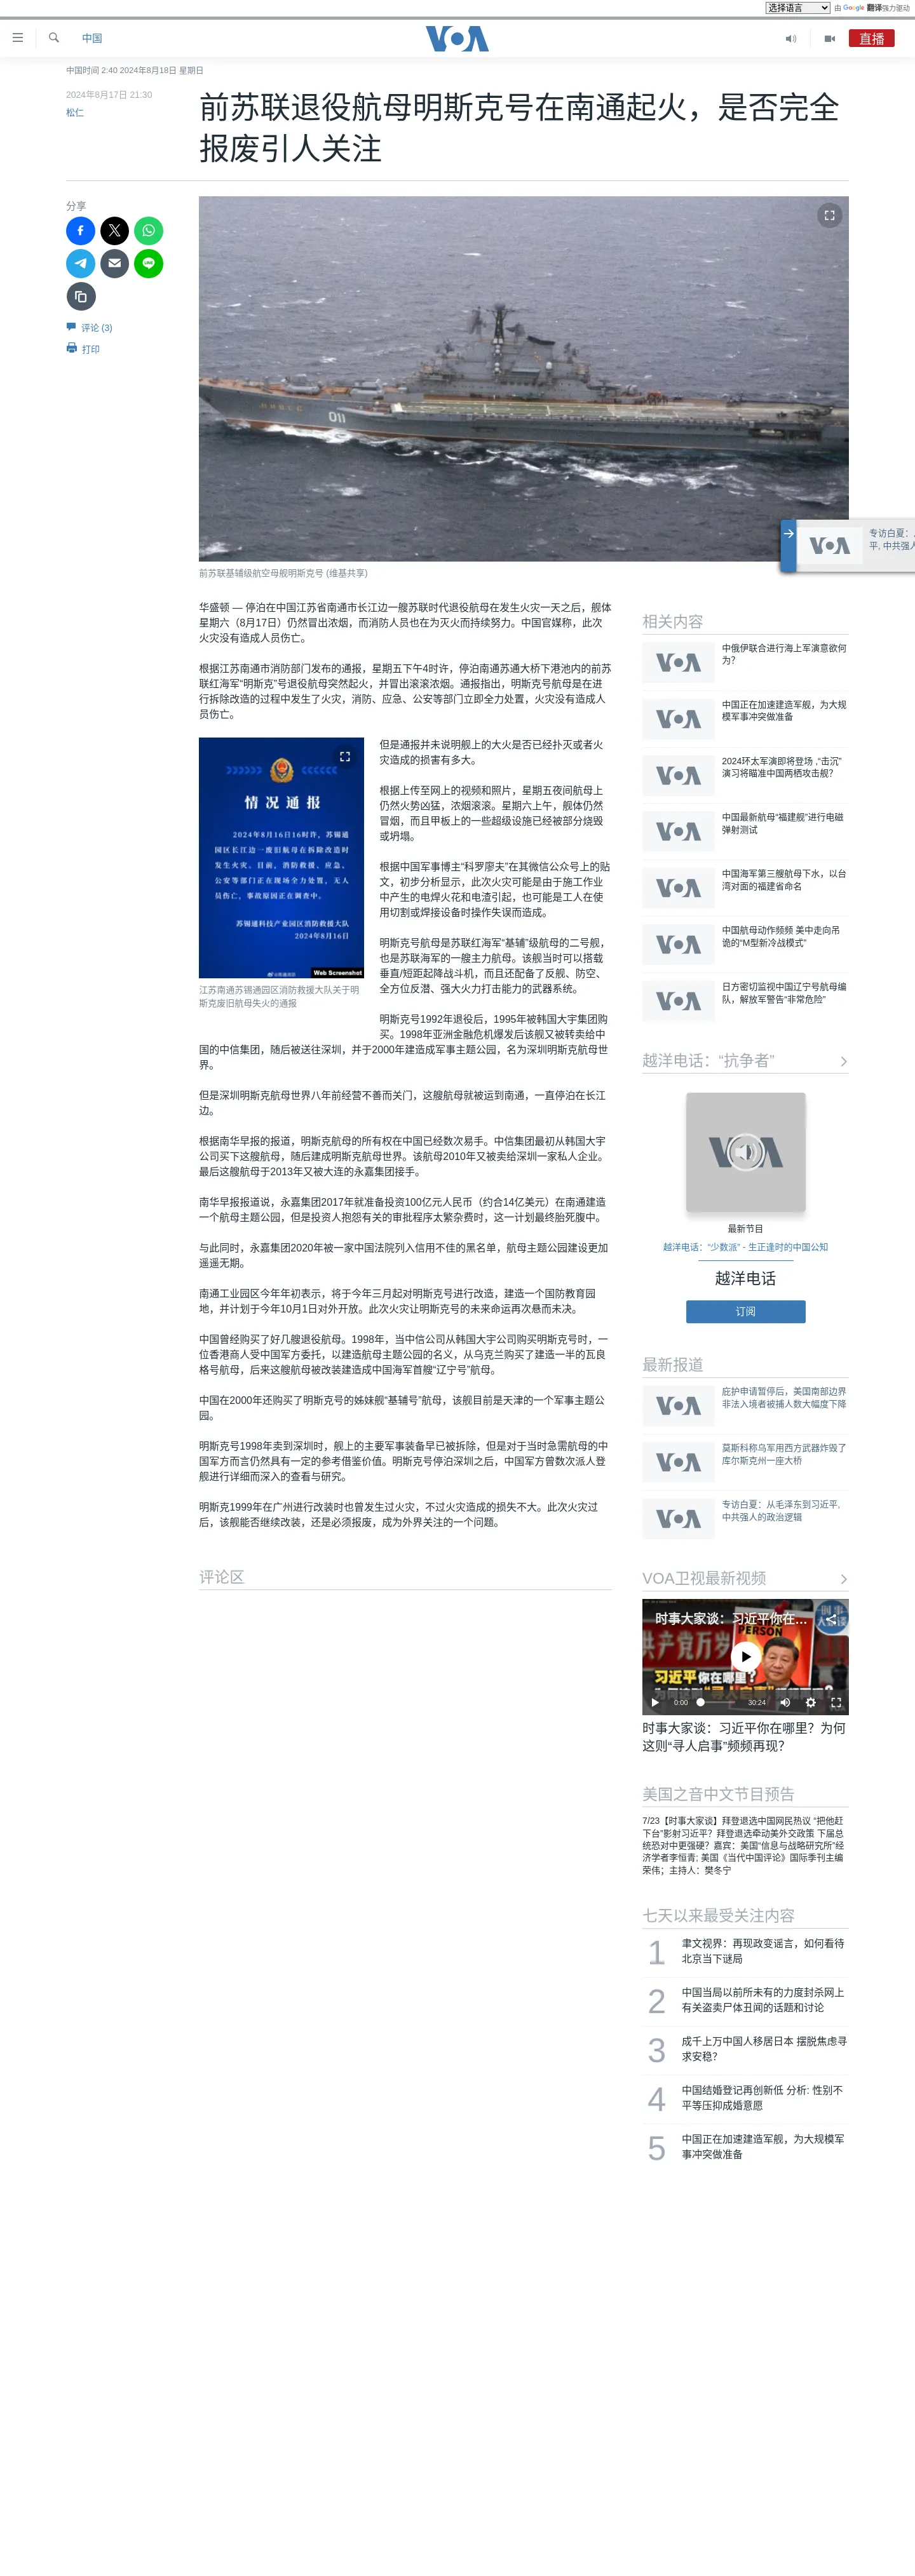 选择语言
由 Google 翻译强力驱动
中国
VOA
直播
中国时间 2:40 2024年8月18日 星期日
2024年8月17日 21:30
松仁
前苏联退役航母明斯克号在南通起火，是否完全
报废引人关注
分享
评论 (3)
打印
011
前苏联基辅级航空母舰明斯克号 (维基共享)
VOA
华盛顿 — 停泊在中国江苏省南通市长江边一艘苏联时代退役航母在发生火灾一天之后，舰体
星期六（8月17日）仍然冒出浓烟，而消防人员也在为灭火而持续努力。中国官媒称，此次
火灾没有造成人员伤亡。
根据江苏南通市消防部门发布的通报，星期五下午4时许，停泊南通苏通大桥下港池内的前苏
联红海军“明斯克”号退役航母突然起火，并冒出滚滚浓烟。通报指出，明斯克号航母是在进
行拆除改造的过程中发生了火灾，消防、应急、公安等部门立即全力处置，火灾没有造成人
员伤亡。
情况通报
2024年8月16日16时许，苏锡通
园区长江边一废旧航母在拆除改造时
发生火灾。目前，消防救援、应急、
公安等部门正在现场全力处置，无人
员伤亡，事故原因正在调查中。
苏锡通科技产业园区消防救援大队
2024年8月16日
Web Screenshot
江苏南通苏锡通园区消防救援大队关于明
斯克废旧航母失火的通报
但是通报并未说明舰上的大火是否已经扑灭或者火
灾造成的损害有多大。
根据上传至网上的视频和照片，星期五夜间航母上
仍然火势凶猛，浓烟滚滚。星期六上午，舰体仍然
冒烟，而且甲板上的一些超级设施已经被部分烧毁
或坍塌。
根据中国军事博主“科罗廖夫”在其微信公众号上的贴
文，初步分析显示，此次火灾可能是由于施工作业
中产生的电焊火花和电渣引起，也可能是工人在使
用切割或焊接设备时操作失误而造成。
明斯克号航母是苏联红海军“基辅”级航母的二号舰，
也是苏联海军的一艘主力航母。该舰当时可以搭载
垂直/短距起降战斗机，而且还配备了反舰、防空、
全方位反潜、强大火力打击能力的武器系统。
明斯克号1992年退役后，1995年被韩国大宇集团购
买。1998年亚洲金融危机爆发后该舰又被转卖给中
国的中信集团，随后被送往深圳，并于2000年建造成军事主题公园，名为深圳明斯克航母世
界。
但是深圳明斯克航母世界八年前经营不善而关门，这艘航母就被运到南通，一直停泊在长江
边。
根据南华早报的报道，明斯克航母的所有权在中国已经数次易手。中信集团最初从韩国大宇
公司买下这艘航母，随后建成明斯克航母世界。该航母2010年又被卖给深圳一家私人企业。
最后这艘航母于2013年又被大连的永嘉集团接手。
南华早报报道说，永嘉集团2017年就准备投资100亿元人民币（约合14亿美元）在南通建造
一个航母主题公园，但是投资人抱怨有关的审批程序太繁杂费时，这一计划最终胎死腹中。
与此同时，永嘉集团2020年被一家中国法院列入信用不佳的黑名单，航母主题公园建设更加
遥遥无期。
南通工业园区今年年初表示，将于今年三月起对明斯克号进行改造，建造一个国防教育园
地，并计划于今年10月1日对外开放。此次火灾让明斯克号的未来命运再次悬而未决。
中国曾经购买了好几艘退役航母。1998年，当中信公司从韩国大宇公司购买明斯克号时，一
位香港商人受中国军方委托，以建造航母主题公园的名义，从乌克兰购买了建造一半的瓦良
格号航母，后来这艘航母被改装建造成中国海军首艘“辽宁号”航母。
中国在2000年还购买了明斯克号的姊妹舰“基辅号”航母，该舰目前是天津的一个军事主题公
园。
明斯克号1998年卖到深圳时，舰上的主要军事装备早已被拆除，但是对于当时急需航母的中
国军方而言仍然具有一定的参考借鉴价值。明斯克号停泊深圳之后，中国军方曾数次派人登
舰进行详细而深入的查看与研究。
明斯克1999年在广州进行改装时也曾发生过火灾，不过火灾造成的损失不大。此次火灾过
后，该舰能否继续改装，还是必须报废，成为外界关注的一个问题。
评论区
专访白夏：
平, 中共强人
相关内容
中俄伊联合进行海上军演意欲何
为？
中国正在加速建造军舰，为大规
模军事冲突做准备
2024环太军演即将登场 ,“击沉”
演习将瞄准中国两栖攻击舰?
中国最新航母“福建舰”进行电磁
弹射测试
中国海军第三艘航母下水，以台
湾对面的福建省命名
中国航母动作频频 美中走向吊
诡的“M型新冷战模式”
日方密切监视中国辽宁号航母编
队，解放军警告“非常危险”
越洋电话：“抗争者”
最新节目
越洋电话：“少数派” - 生正逢时的中国公知
越洋电话
订阅
最新报道
庇护申请暂停后，美国南部边界
非法入境者被捕人数大幅度下降
莫斯科称乌军用西方武器炸毁了
库尔斯克州一座大桥
专访白夏：从毛泽东到习近平,
中共强人的政治逻辑
VOA卫视最新视频
时事大家谈：习近平你在...
PERSON
习近平你在哪里?
0:00
30:24
时事大家谈：习近平你在哪里？为何
这则“寻人启事”频频再现？
美国之音中文节目预告
7/23【时事大家谈】拜登退选中国网民热议 “把他赶
下台”影射习近平？拜登退选牵动美外交政策 下届总
统恐对中更强硬？嘉宾：美国“信息与战略研究所”经
济学者李恒青; 美国《当代中国评论》国际季刊主编
荣伟；主持人：樊冬宁
七天以来最受关注内容
1 聿文视界：再现政变谣言，如何看待
北京当下谜局
2 中国当局以前所未有的力度封杀网上
有关盗卖尸体丑闻的话题和讨论
3 成千上万中国人移居日本 摆脱焦虑寻
求安稳？
4 中国结婚登记再创新低 分析: 性别不
平等压抑成婚意愿
5 中国正在加速建造军舰，为大规模军
事冲突做准备